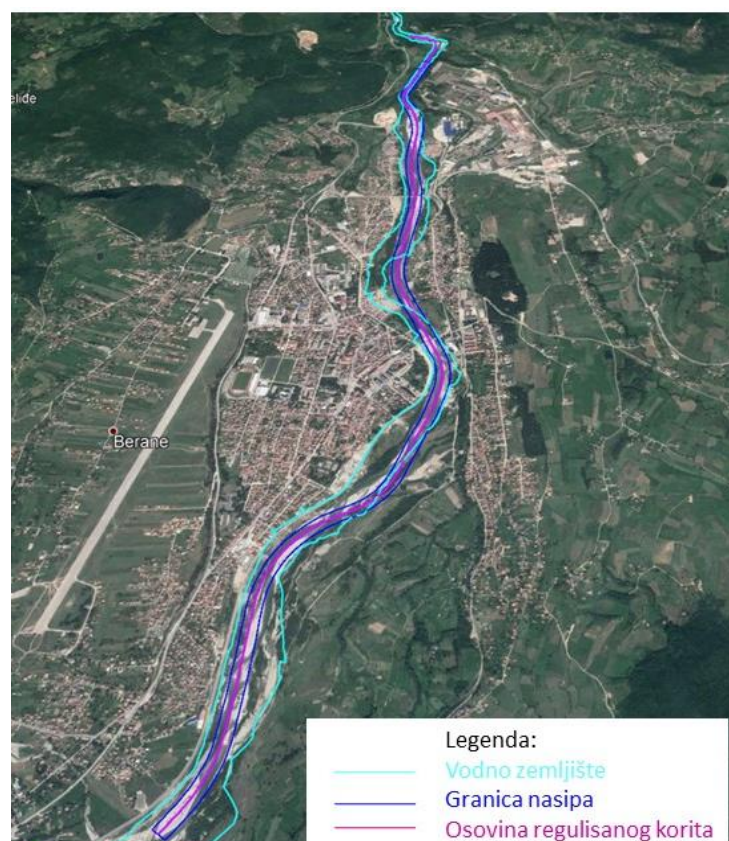 elide
Berane
Legenda:
Vodno zemljište
Granica nasipa
Osovina regulisanog korita